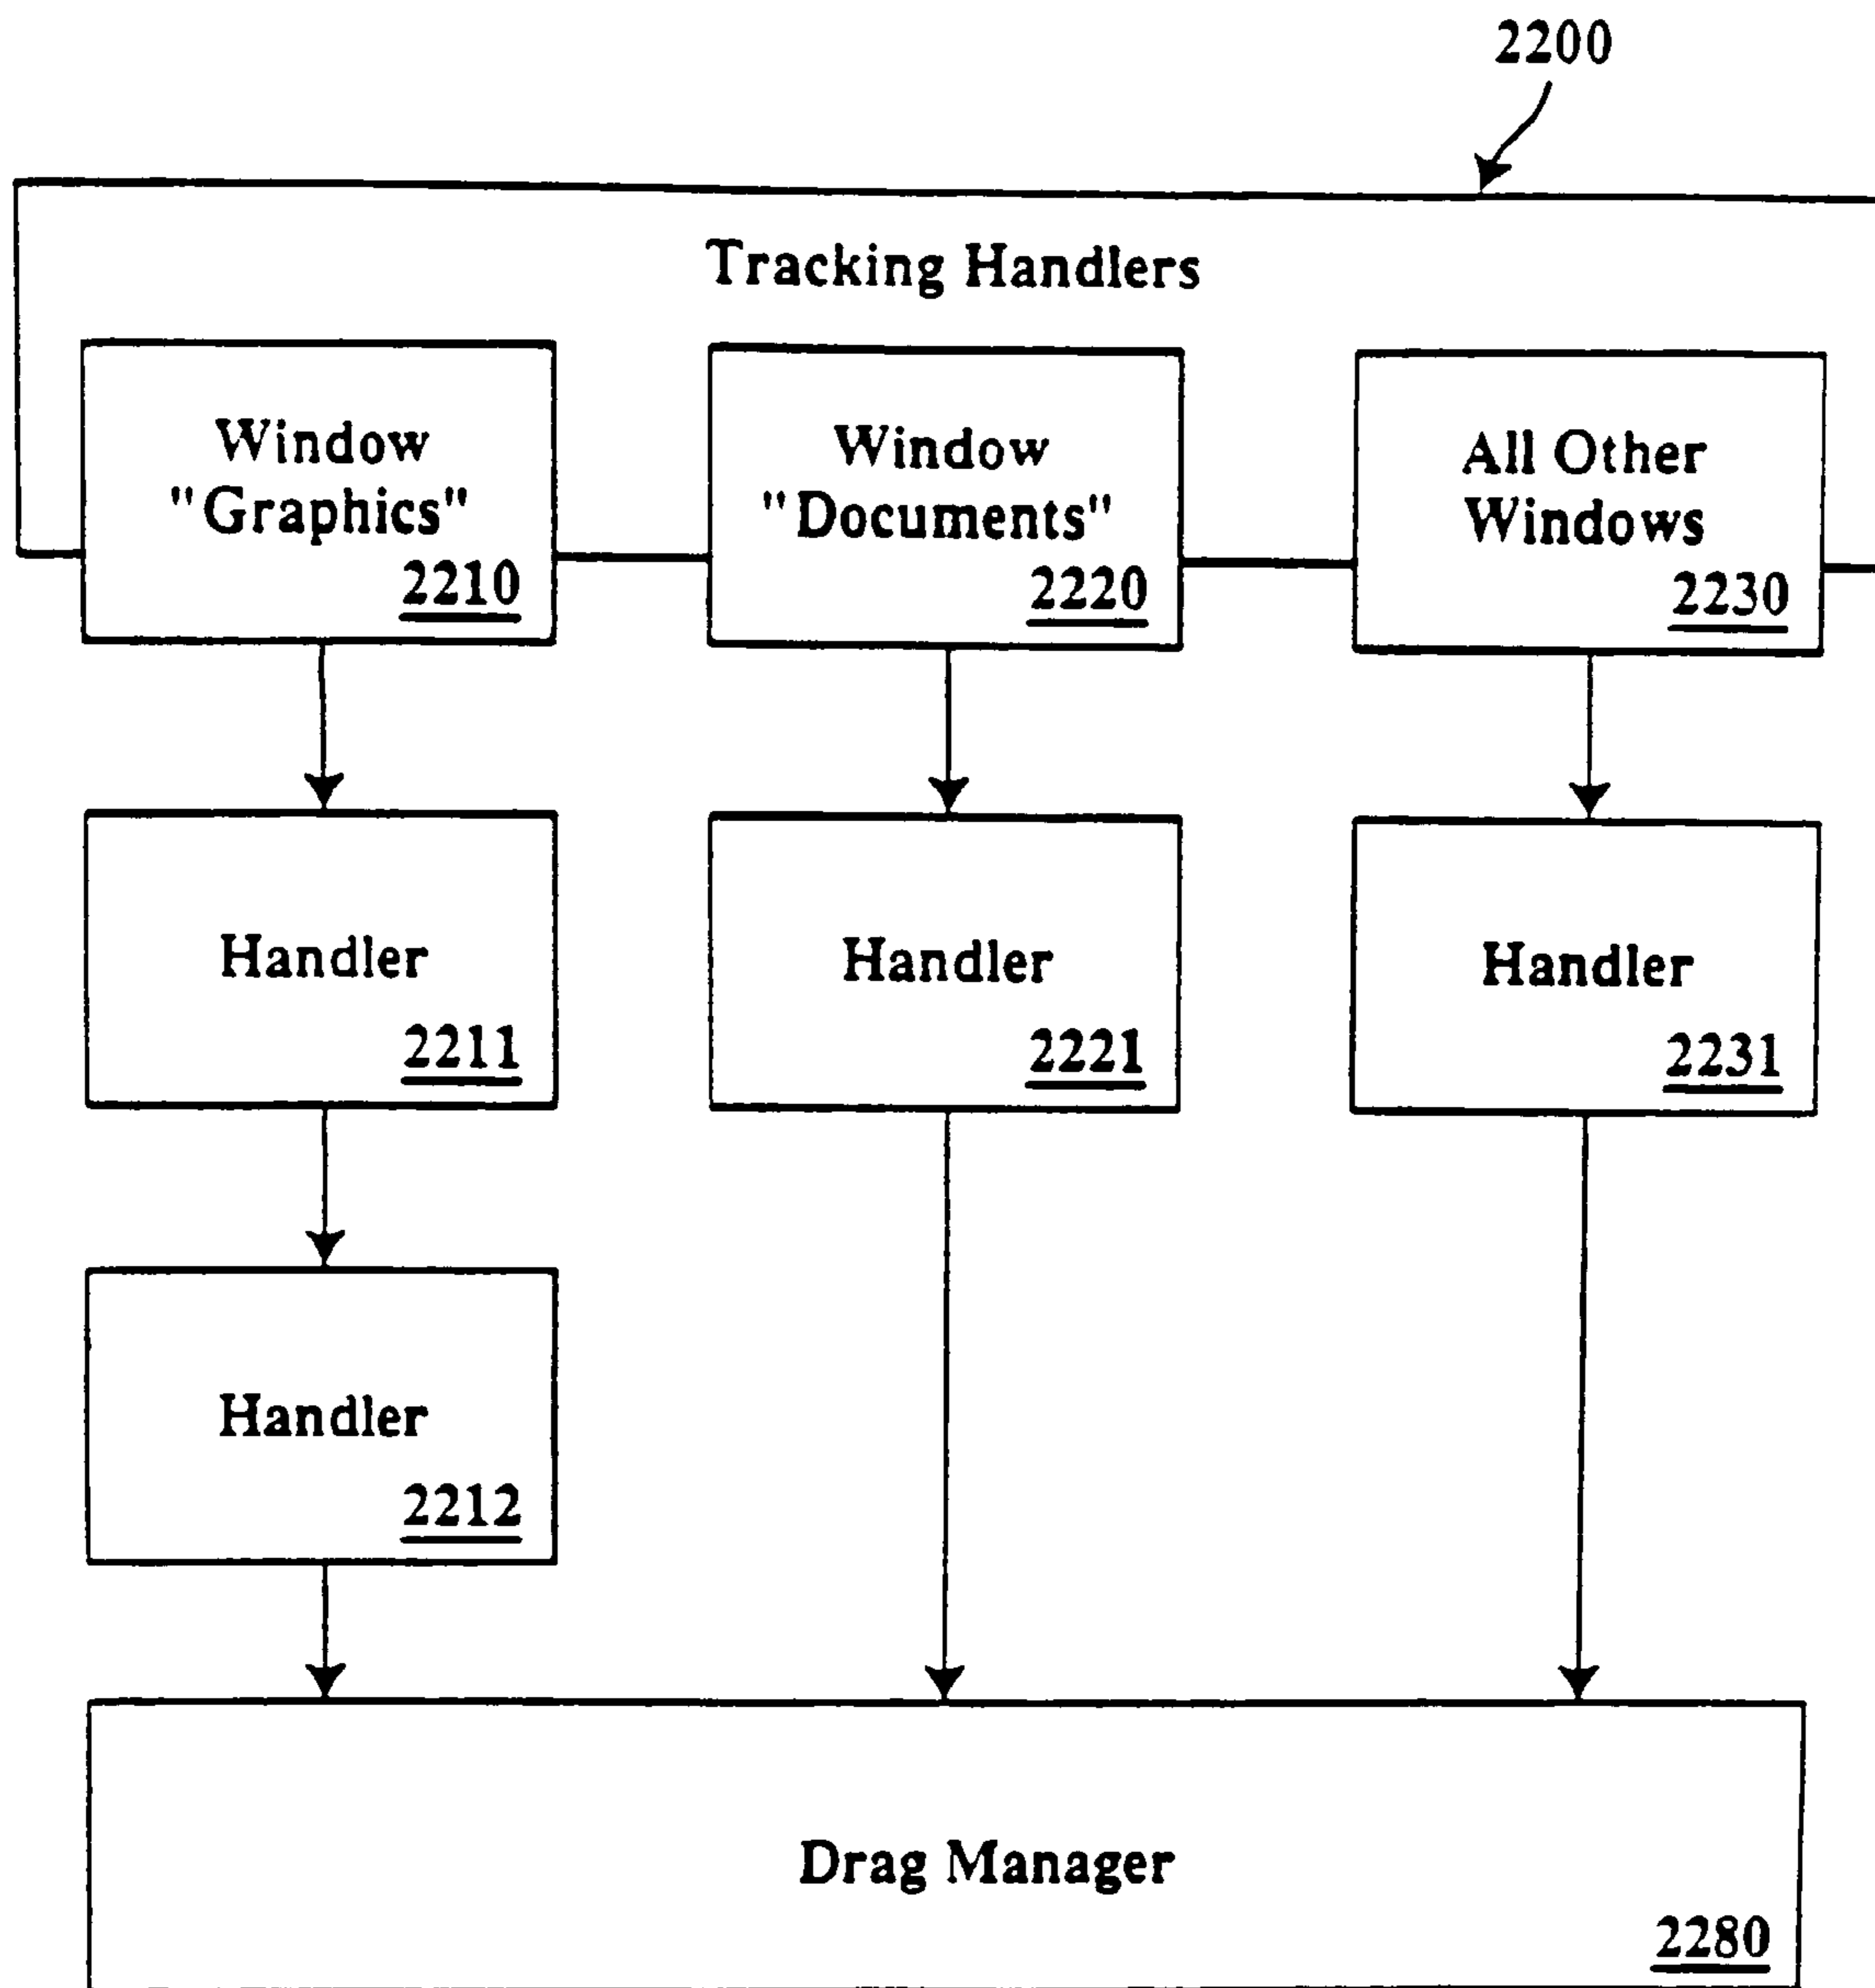 2200
Tracking Handlers
Window
"Graphics"
2210
Window
"Documents"
2220
All Other
Windows
2230
Handler
2211
Handler
2221
Handler
2231
Handler
2212
Drag Manager
2280